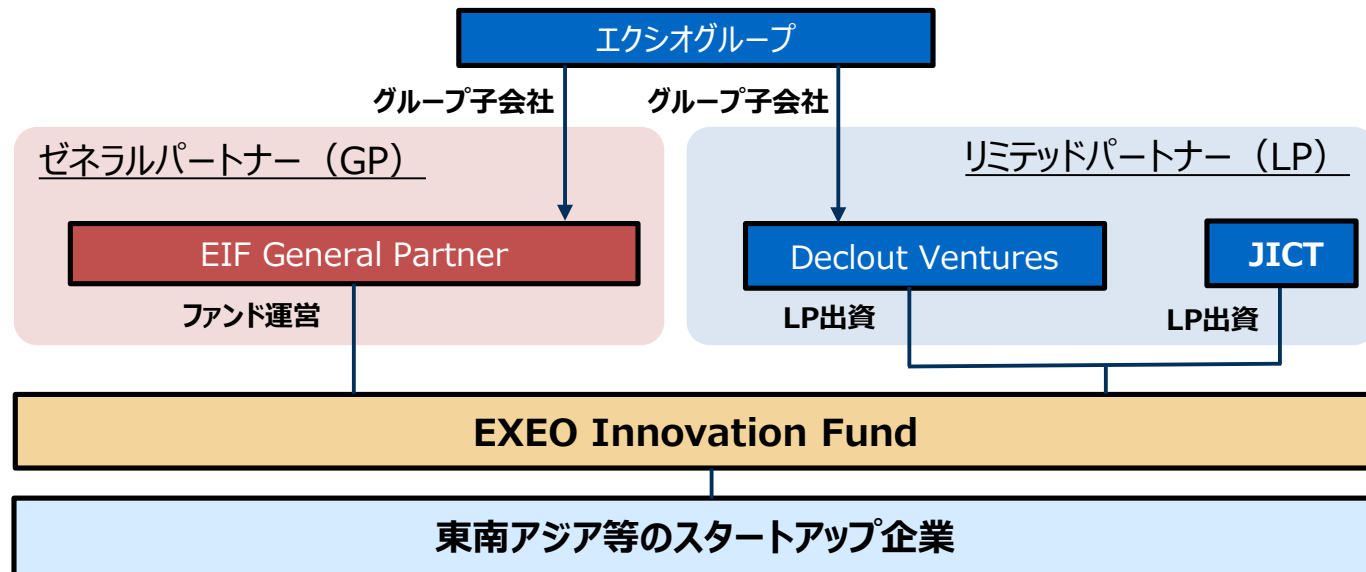 エクシオグループ
グループ子会社
グループ子会社
ゼネラルパートナー（GP）
リミテッドパートナー（LP）
EIF General Partner
Declout Ventures
JICT
ファンド運営
LP出資
LP出資
EXEO Innovation Fund
東南アジア等のスタートアップ企業